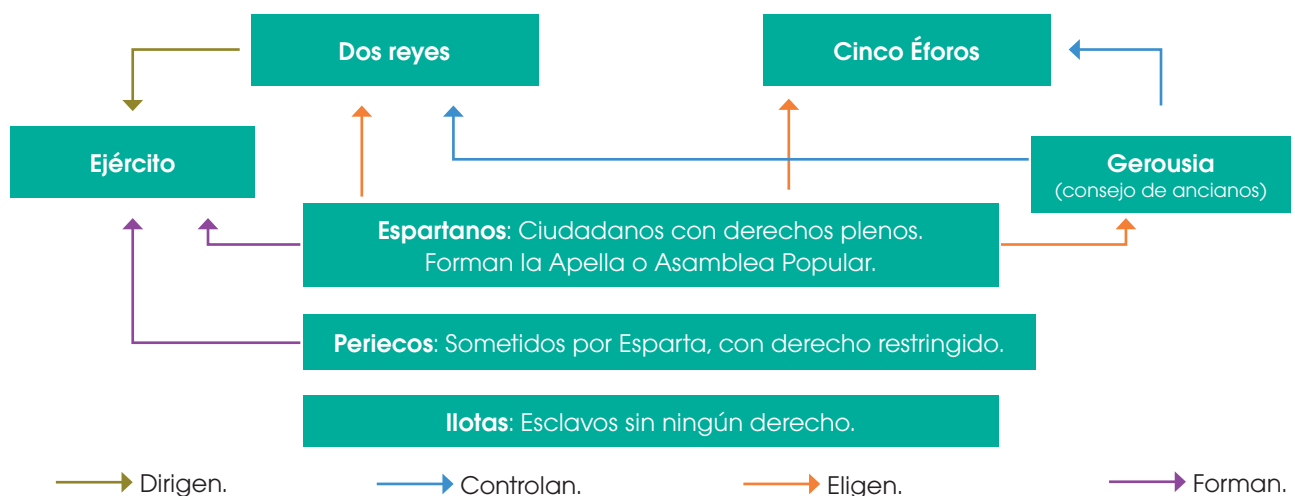 Dos reyes
Cinco Éforos
Ejército
Gerousia
(consejo de ancianos)
Espartanos: Ciudadanos con derechos plenos.
Forman la Apella o Asamblea Popular.
Periecos: Sometidos por Esparta, con derecho restringido.
Ilotas: Esclavos sin ningún derecho.
Dirigen.
Controlan.
Eligen.
Forman.